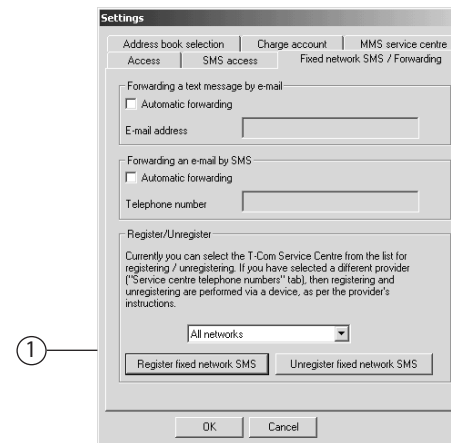 Settings
Address book selection Charge account MMS service centre
Access SMS access Fixed network SMS / Forwarding
Forwarding a text message by e-mail
Automatic forwarding
E-mail address
Forwarding an e-mail by SMS
Automatic forwarding
Telephone number
Register/Unregister
Currently you can select the T-Com Service Centre from the list for
registering / unregistering. If you have selected a different provider
("Service centre telephone numbers" tab), then registering and
unregistering are performed via a device, as per the provider's
instructions.
All networks
1
Register fixed network SMS Unregister fixed network SMS
OK Cancel